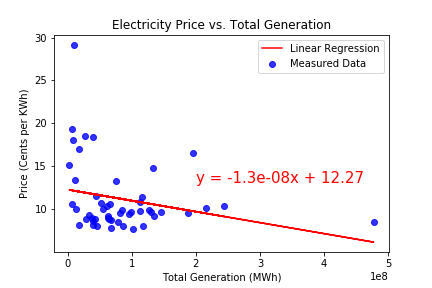 Electricity Price vs. Total Generation
Linear Regression
Measured Data
Price (Cents per KWh)
30
25
20
15
10
y = -1.3e-08x + 12.27
0
1
2
3
4
5
1e8
Total Generation (MWh)